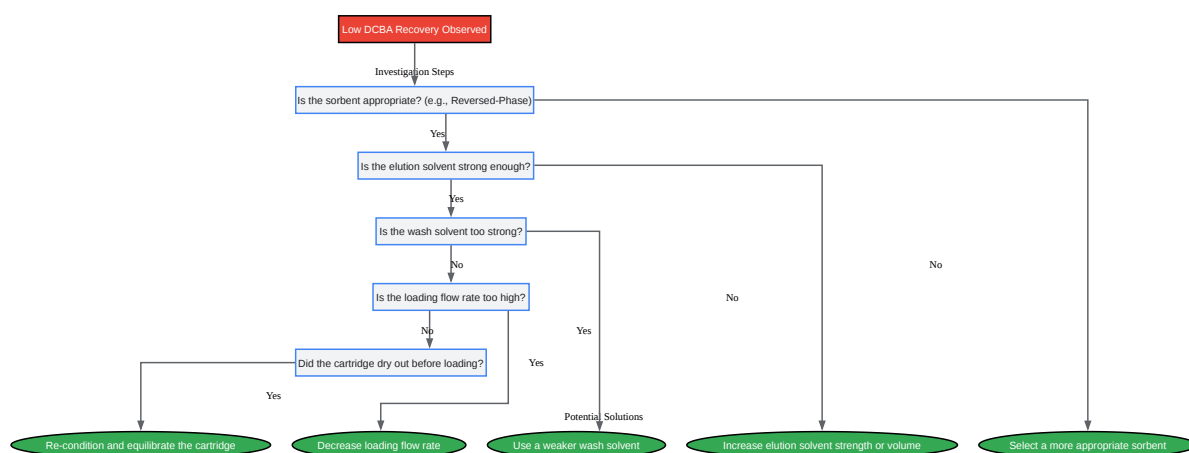 Low DCBA Recovery Observed
Investigation Steps
Is the sorbent appropriate? (e.g., Reversed-Phase)
Yes
Is the elution solvent strong enough?
Yes
Is the wash solvent too strong?
No
No
Is the loading flow rate too high?
No
No
Yes
Did the cartridge dry out before loading?
Yes
Yes
Potential Solutions
Re-condition and equilibrate the cartridge
Decrease loading flow rate
Use a weaker wash solvent
Increase elution solvent strength or volume
Select a more appropriate sorbent